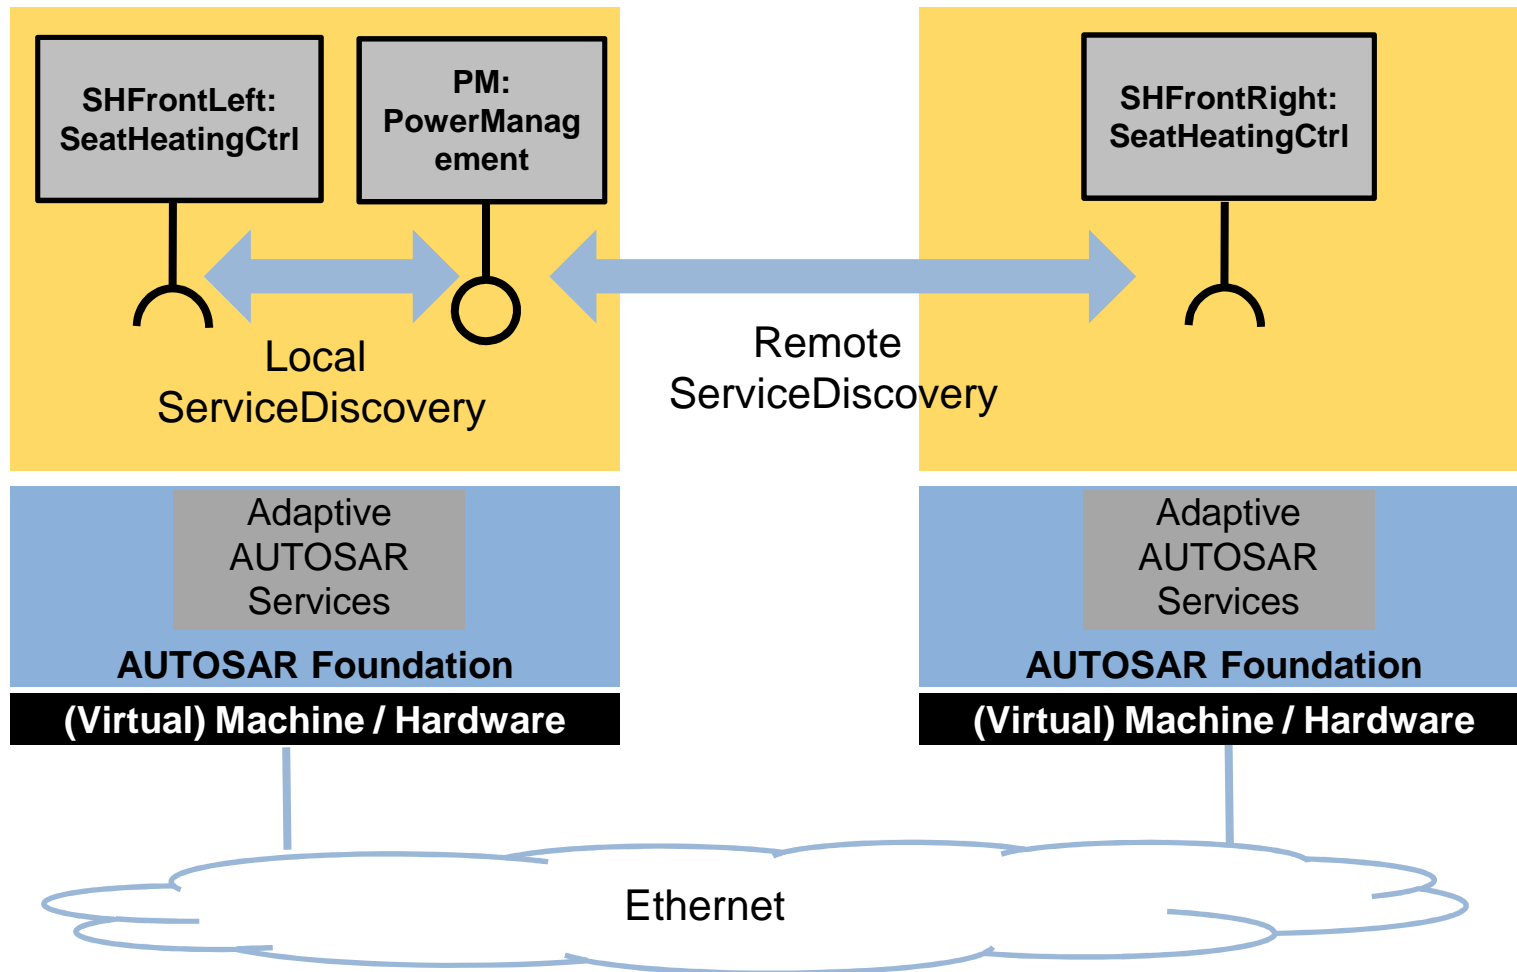 SHFrontLeft:
SeatHeatingCtrl
PM:
PowerManag
ement
SHFrontRight:
SeatHeatingCtrl
Local
ServiceDiscovery
Remote
ServiceDiscovery
Adaptive
AUTOSAR
Services
AUTOSAR Foundation
(Virtual) Machine / Hardware
Adaptive
AUTOSAR
Services
AUTOSAR Foundation
(Virtual) Machine / Hardware
Ethernet